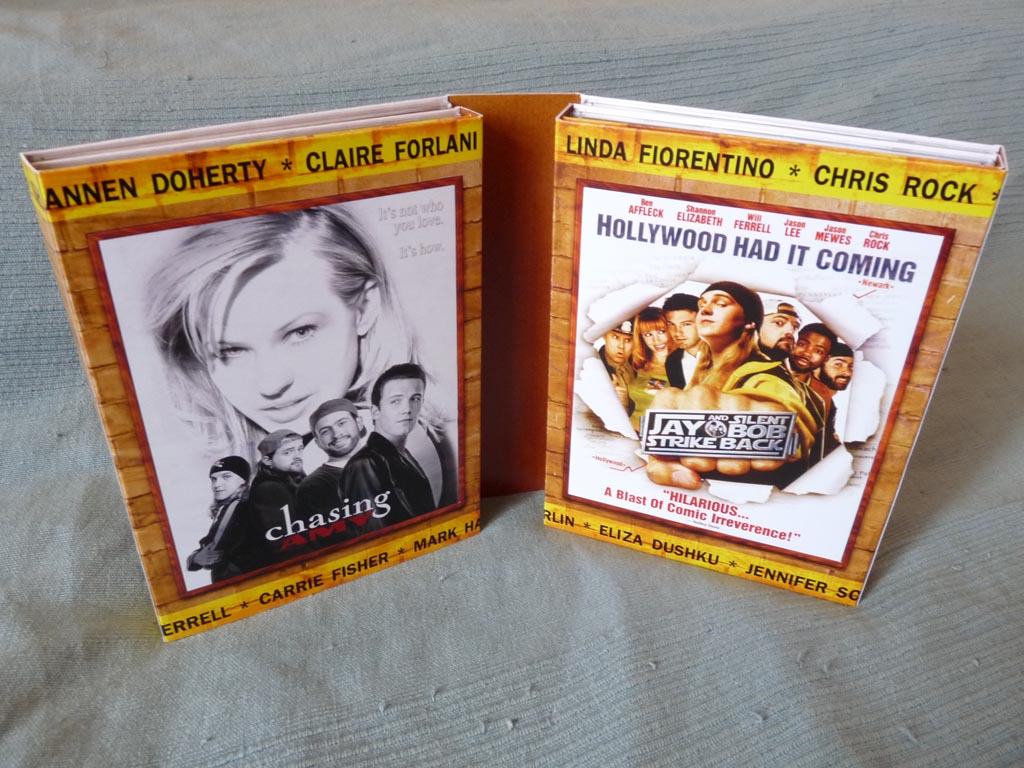 ANNEN DOHERTY * CLAIRE FORLANI
It's not who
you love.
It's how.
chasing
AMY
ERRELL * CARRIE FISHER * MARK HA
LINDA FIORENTINO * CHRIS ROCK *
Ben AFFLECK Shannon ELIZABETH Will FERRELL Jason LEE Jason MEWES Chris ROCK
HOLLYWOOD HAD IT COMING
-Newark-
JAY AND SILENT BOB
STRIKE BACK
-Hollywood-
"HILARIOUS...
A Blast Of Comic Irreverence!"
RLIN * ELIZA DUSHKU * JENNIFER SC